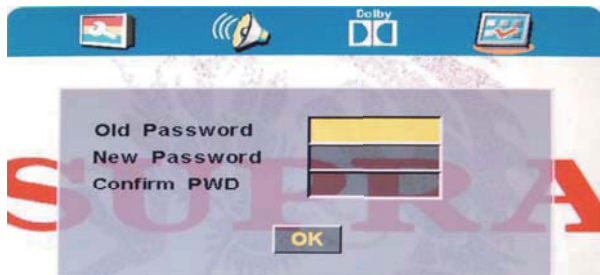 Dolby
Old Password
New Password
Confirm PWD
SUPRA
OK